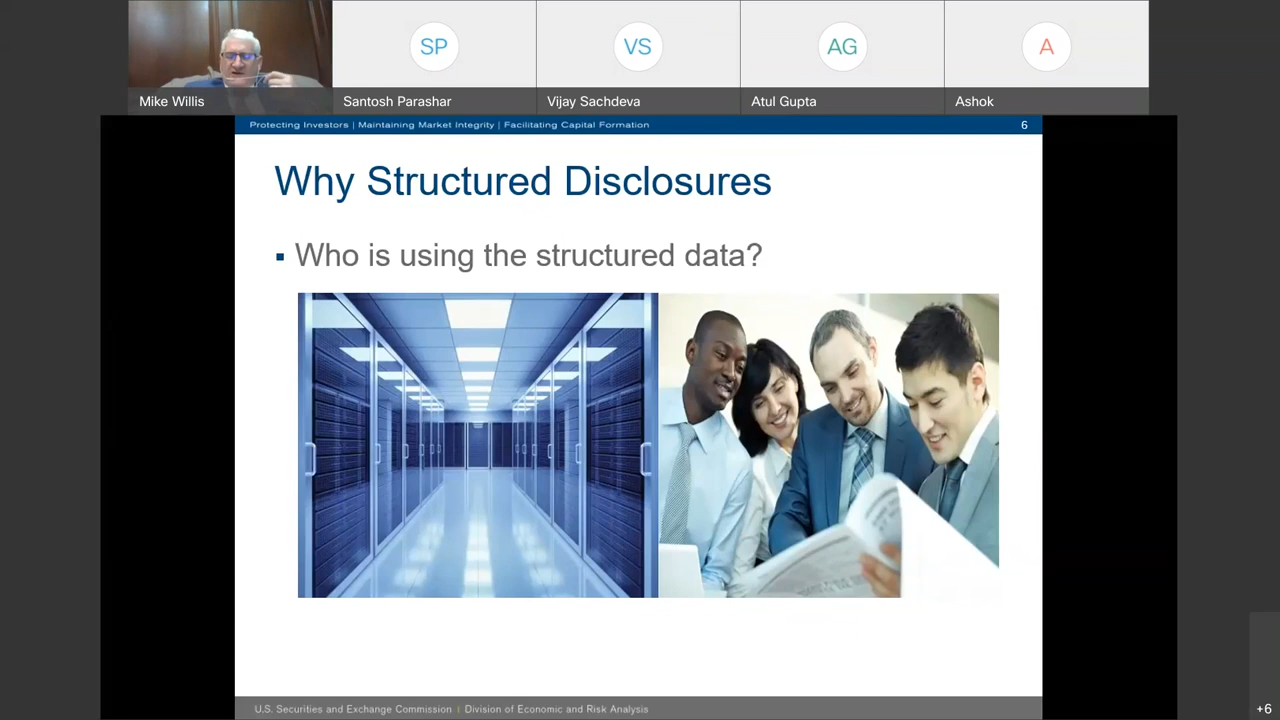 SP
VS
AG
A
Mike Willis
Santosh Parashar
Vijay Sachdeva
Atul Gupta
Ashok
Protecting Investors | Maintaining Market Integrity | Facilitating Capital Formation
6
Why Structured Disclosures
▪ Who is using the structured data?
U.S. Securities and Exchange Commission | Division of Economic and Risk Analysis
+6